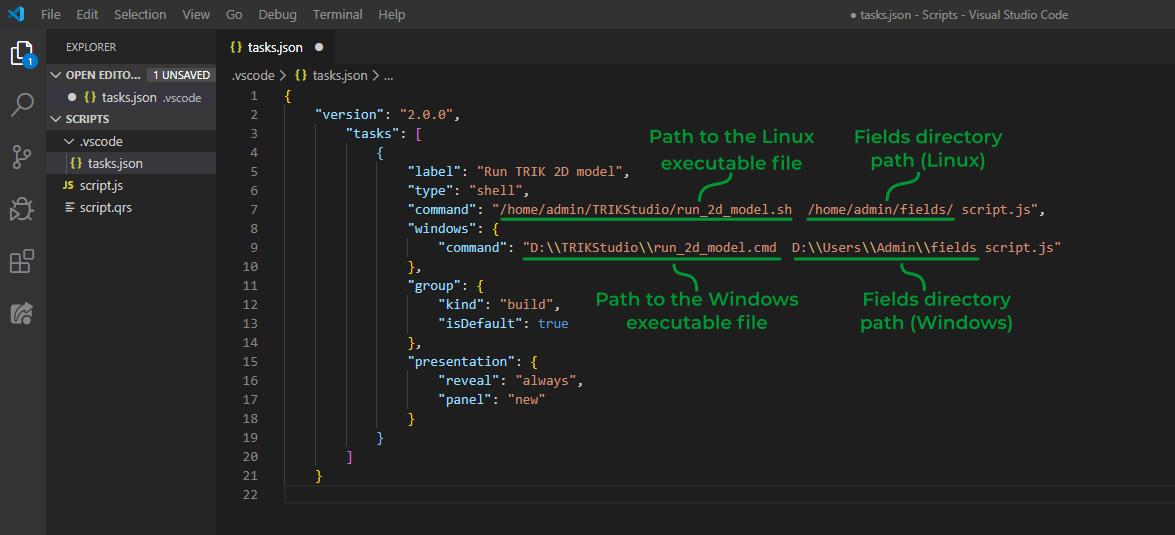 File Edit Selection View Go Debug Terminal Help ● tasks.json - Scripts - Visual Studio Code
EXPLORER
OPEN EDITO... 1 UNSAVED
● {} tasks.json .vscode
SCRIPTS
.vscode
{} tasks.json
JS script.js
script.qrs
1
{} tasks.json ●
.vscode > {} tasks.json > ...
1 {
2 "version": "2.0.0",
3 "tasks": [
4 {
5 "label": "Run TRIK 2D model",
6 "type": "shell",
7 "command": "/home/admin/TRIKStudio/run_2d_model.sh /home/admin/fields/ script.js",
8 "windows": {
9 "command": "D:\\TRIKStudio\\run_2d_model.cmd D:\\Users\\Admin\\fields script.js"
10 },
11 "group": {
12 "kind": "build",
13 "isDefault": true
14 },
15 "presentation": {
16 "reveal": "always",
17 "panel": "new"
18 }
19 }
20 ]
21 }
22
Path to the Linux
executable file
Fields directory
path (Linux)
Path to the Windows
executable file
Fields directory
path (Windows)